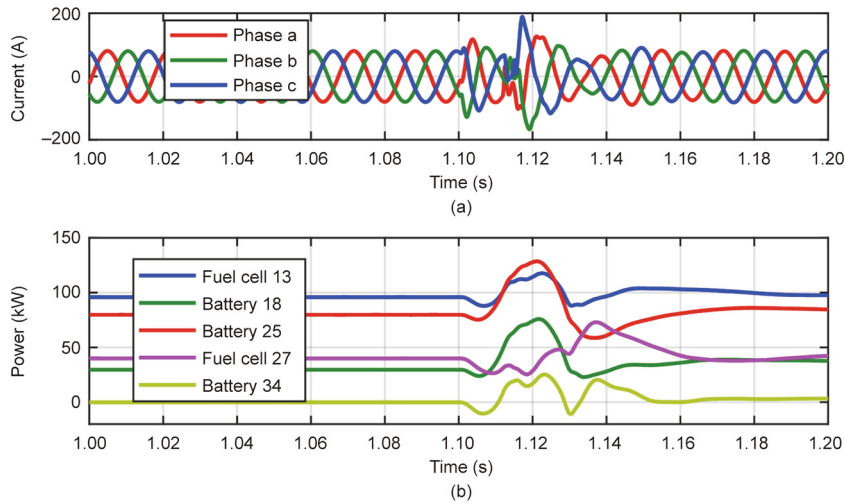 200
0
–200
Current (A)
Phase a
Phase b
Phase c
1.00 1.02 1.04 1.06 1.08 1.10 1.12 1.14 1.16 1.18 1.20
Time (s)
(a)
150
100
50
0
Power (kW)
Fuel cell 13
Battery 18
Battery 25
Fuel cell 27
Battery 34
1.00 1.02 1.04 1.06 1.08 1.10 1.12 1.14 1.16 1.18 1.20
Time (s)
(b)